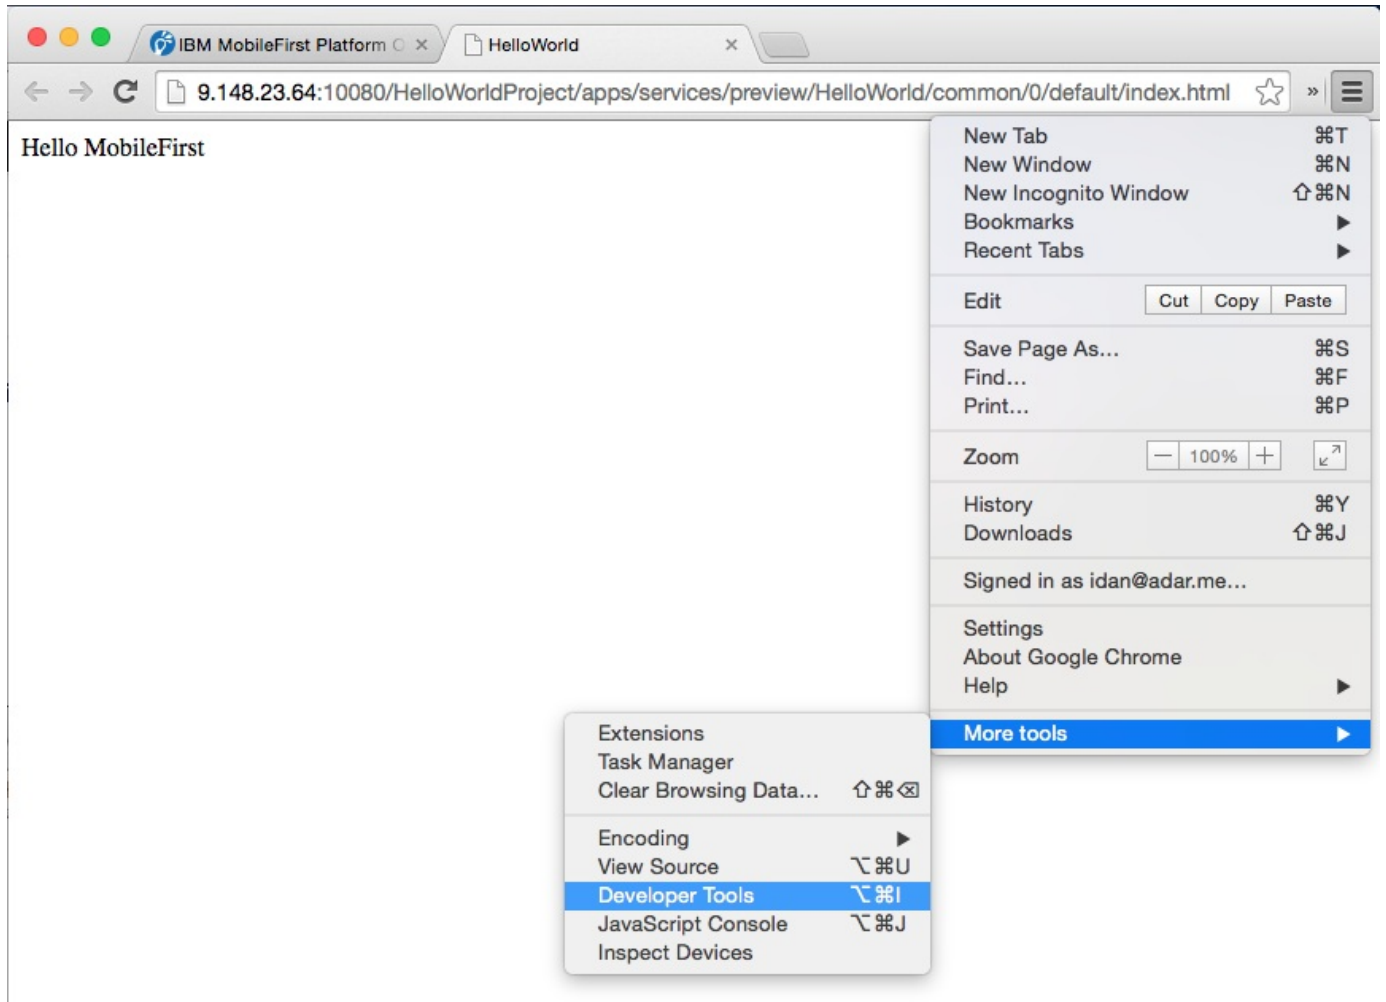 IBM MobileFirst Platform O
HelloWorld
9.148.23.64:10080/HelloWorldProject/apps/services/preview/HelloWorld/common/0/default/index.html
Hello MobileFirst
New Tab ⌘T
New Window ⌘N
New Incognito Window ⇧⌘N
Bookmarks ▶
Recent Tabs ▶
Edit Cut Copy Paste
Save Page As... ⌘S
Find... ⌘F
Print... ⌘P
Zoom — 100% +
History ⌘Y
Downloads ⇧⌘J
Signed in as idan@adar.me...
Settings
About Google Chrome
Help ▶
More tools ▶
Extensions
Task Manager
Clear Browsing Data... ⇧⌘⌫
Encoding ▶
View Source ⌥⌘U
Developer Tools ⌥⌘I
JavaScript Console ⌥⌘J
Inspect Devices